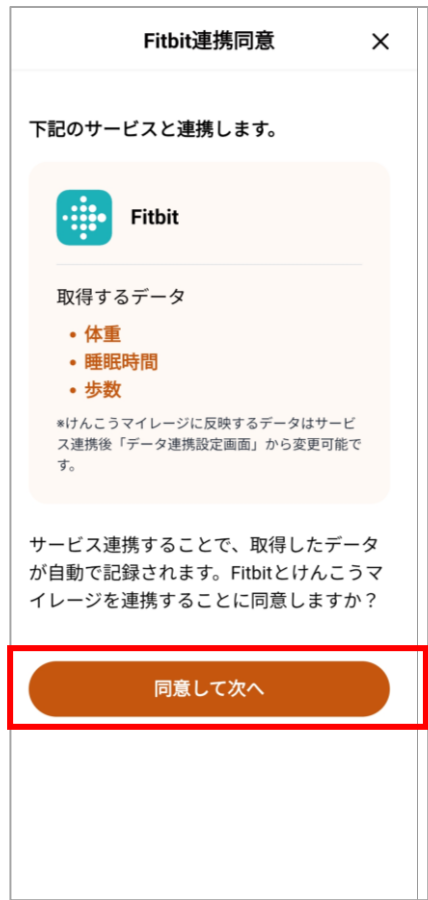 Fitbit連携同意
下記のサービスと連携します。
Fitbit
取得するデータ
• 体重
• 睡眠時間
• 歩数
※けんこうマイレージに反映するデータはサービ
ス連携後「データ連携設定画面」から変更可能で
す。
サービス連携することで、取得したデータ
が自動で記録されます。Fitbitとけんこうマ
イレージを連携することに同意しますか？
同意して次へ